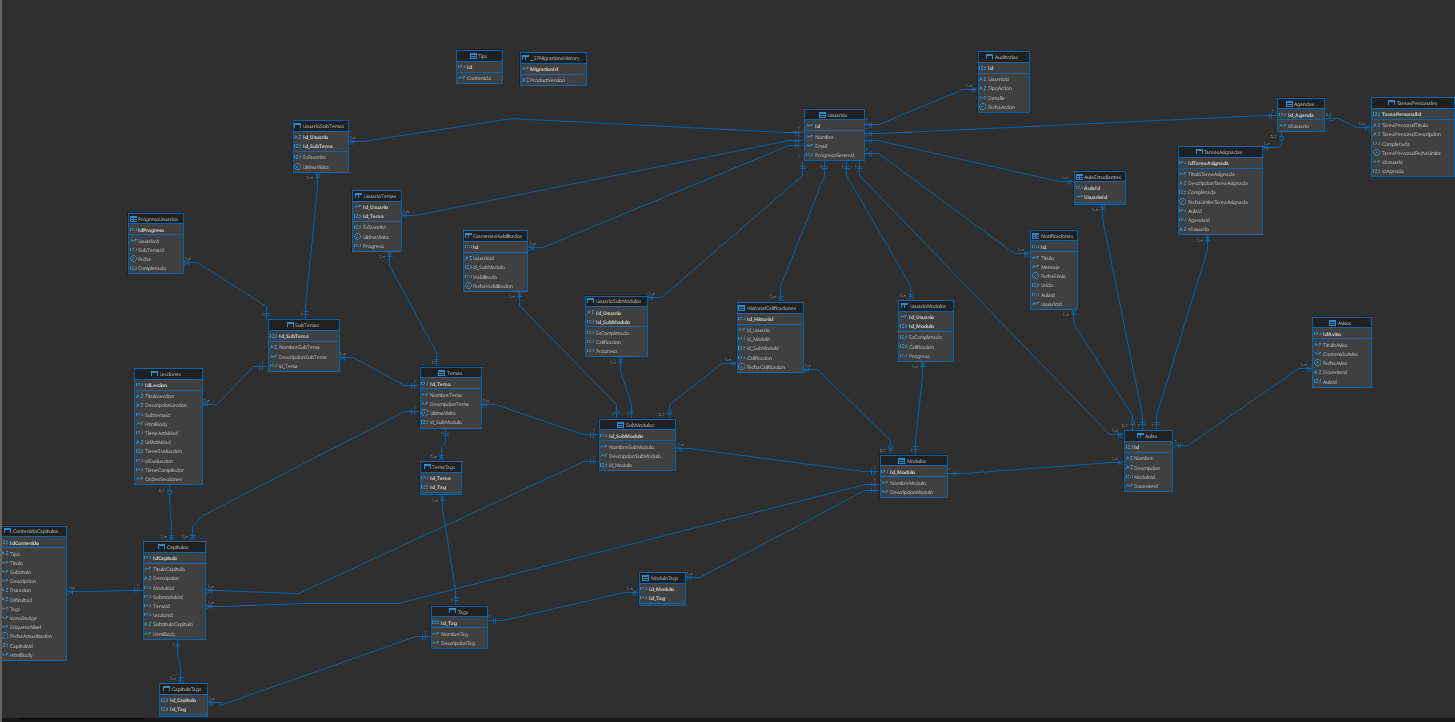 Tips
Id
Contenido
__EFMigrationsHistory
MigrationId
ProductVersion
Auditorias
Id
UsuarioId
TipoAccion
Detalle
FechaAccion
Agendas
Id_Agenda
IdUsuario
TareasPersonales
TareaPersonalId
TareaPersonalTitulo
TareaPersonalDescripcion
Completada
TareaPersonalFechaLimite
IdUsuario
IdAgenda
Usuarios
Id
Nombre
Email
ProgresoGeneral
UsuarioSubTemas
Id_Usuario
Id_SubTema
EsFavorito
UltimaVisita
TareasAsignadas
IdTareaAsignada
TituloTareaAsignada
DescripcionTareaAsignada
Completada
FechaLimiteTareaAsignada
AulaId
AgendaId
IdUsuario
AulaEstudiantes
AulaId
UsuarioId
UsuarioTemas
Id_Usuario
Id_Tema
EsFavorito
UltimaVisita
Progreso
ProgresoUsuarios
IdProgreso
UsuarioId
SubTemaId
Fecha
Completado
ExamenesHabilitados
Id
UsuarioId
Id_SubModulo
Habilitado
FechaHabilitacion
Notificaciones
Id
Titulo
Mensaje
FechaEnvio
Leido
AulaId
UsuarioId
UsuarioSubModulos
Id_Usuario
Id_SubModulo
EsCompletado
Calificacion
Progreso
HistorialCalificaciones
Id_Historial
Id_Usuario
Id_Modulo
Id_SubModulo
Calificacion
FechaCalificacion
UsuarioModulos
Id_Usuario
Id_Modulo
EsCompletado
Calificacion
Progreso
SubTemas
Id_SubTema
NombreSubTema
DescripcionSubTema
Id_Tema
Avisos
IdAviso
TituloAviso
ContenidoAviso
FechaAviso
DocenteId
AulaId
Lecciones
IdLeccion
TituloLeccion
DescripcionLeccion
SubtemaId
HtmlBody
TieneActividad
UrlActividad
TieneEvaluacion
IdEvaluacion
TieneCompilador
OrdenSecciones
Temas
Id_Tema
NombreTema
DescripcionTema
UltimaVisita
Id_SubModulo
SubModulos
Id_SubModulo
NombreSubModulo
DescripcionSubModulo
Id_Modulo
Aulas
Id
Nombre
Descripcion
ModuloId
DocenteId
Modulos
Id_Modulo
NombreModulo
DescripcionModulo
TemaTags
Id_Tema
Id_Tag
ContenidoCapitulos
IdContenido
Tipo
Titulo
Subtitulo
Descripcion
Duracion
Dificultad
Tags
IconoBadge
EtiquetaNivel
FechaActualizacion
CapituloId
HtmlBody
Capitulos
IdCapitulo
TituloCapitulo
Descripcion
ModuloId
SubmoduloId
TemaId
LeccionId
SubtituloCapitulo
HtmlBody
ModuloTags
Id_Modulo
Id_Tag
Tags
Id_Tag
NombreTag
DescripcionTag
CapituloTags
Id_Capitulo
Id_Tag